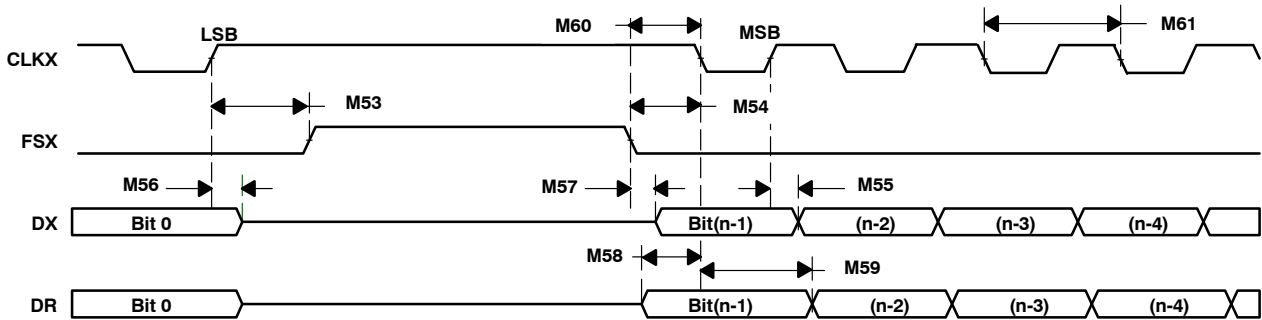 M60
MSB
M61
LSB
CLKX
M53
M54
FSX
M56
M57
M55
DX
Bit 0
Bit(n-1)
(n-2)
(n-3)
(n-4)
M58
M59
DR
Bit 0
Bit(n-1)
(n-2)
(n-3)
(n-4)